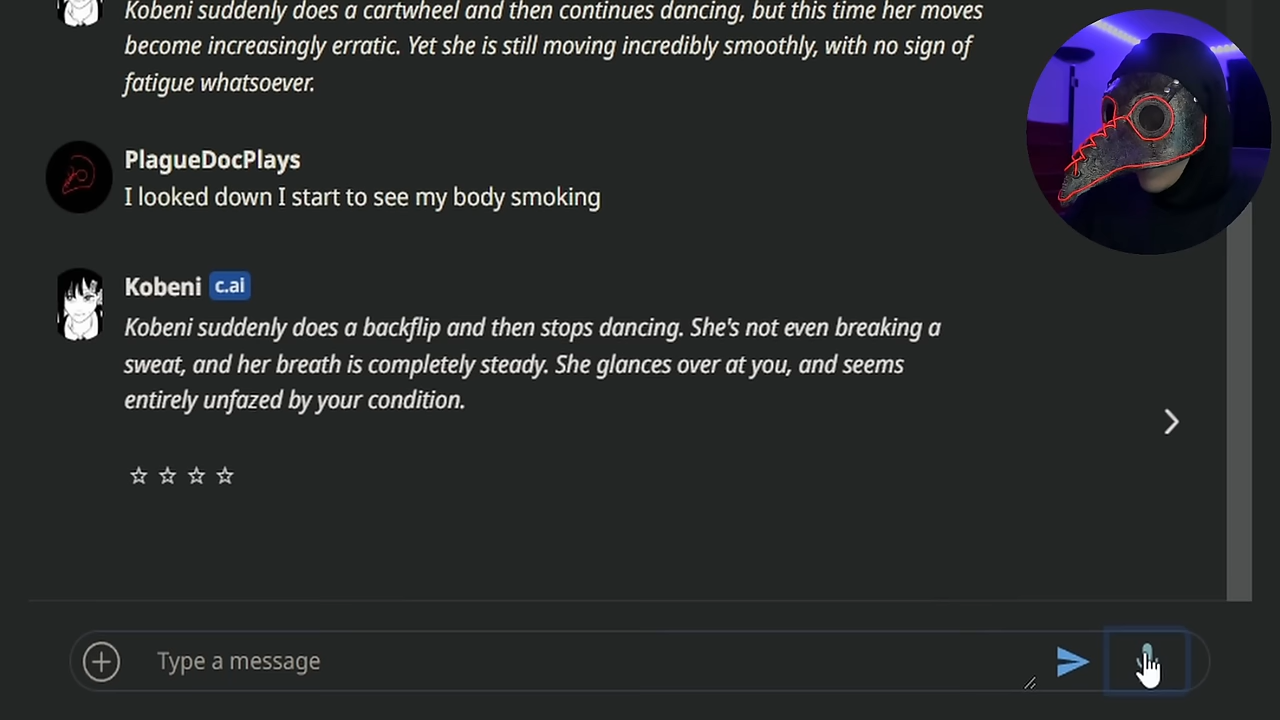 Kobeni suddenly does a cartwheel and then continues dancing, but this time her moves
become increasingly erratic. Yet she is still moving incredibly smoothly, with no sign of
fatigue whatsoever.
PlagueDocPlays
I looked down I start to see my body smoking
Kobeni c.ai
Kobeni suddenly does a backflip and then stops dancing. She's not even breaking a
sweat, and her breath is completely steady. She glances over at you, and seems
entirely unfazed by your condition.
Type a message